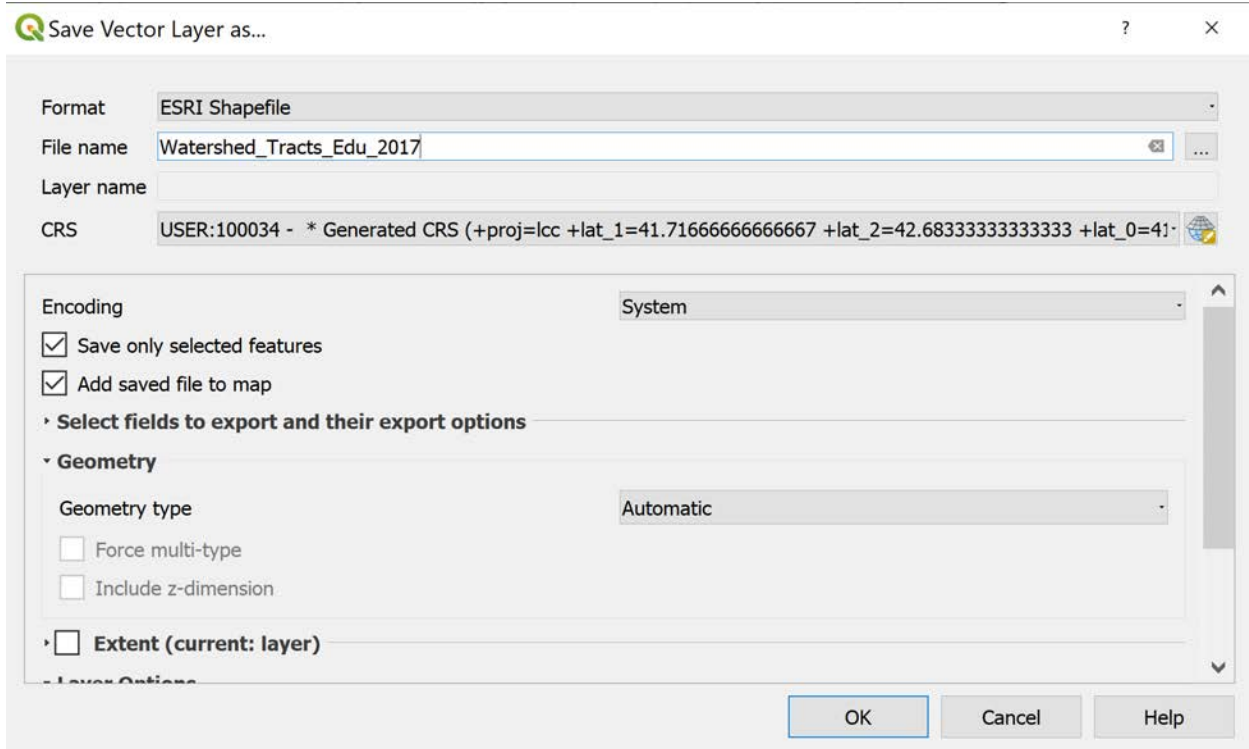 Save Vector Layer as...
? ×
Format ESRI Shapefile
File name Watershed_Tracts_Edu_2017 ...
Layer name
CRS USER:100034 - * Generated CRS (+proj=lcc +lat_1=41.71666666666667 +lat_2=42.68333333333333 +lat_0=41
Encoding System
Save only selected features
Add saved file to map
Select fields to export and their export options
Geometry
Geometry type Automatic
Force multi-type
Include z-dimension
Extent (current: layer)
Layer Options
OK Cancel Help